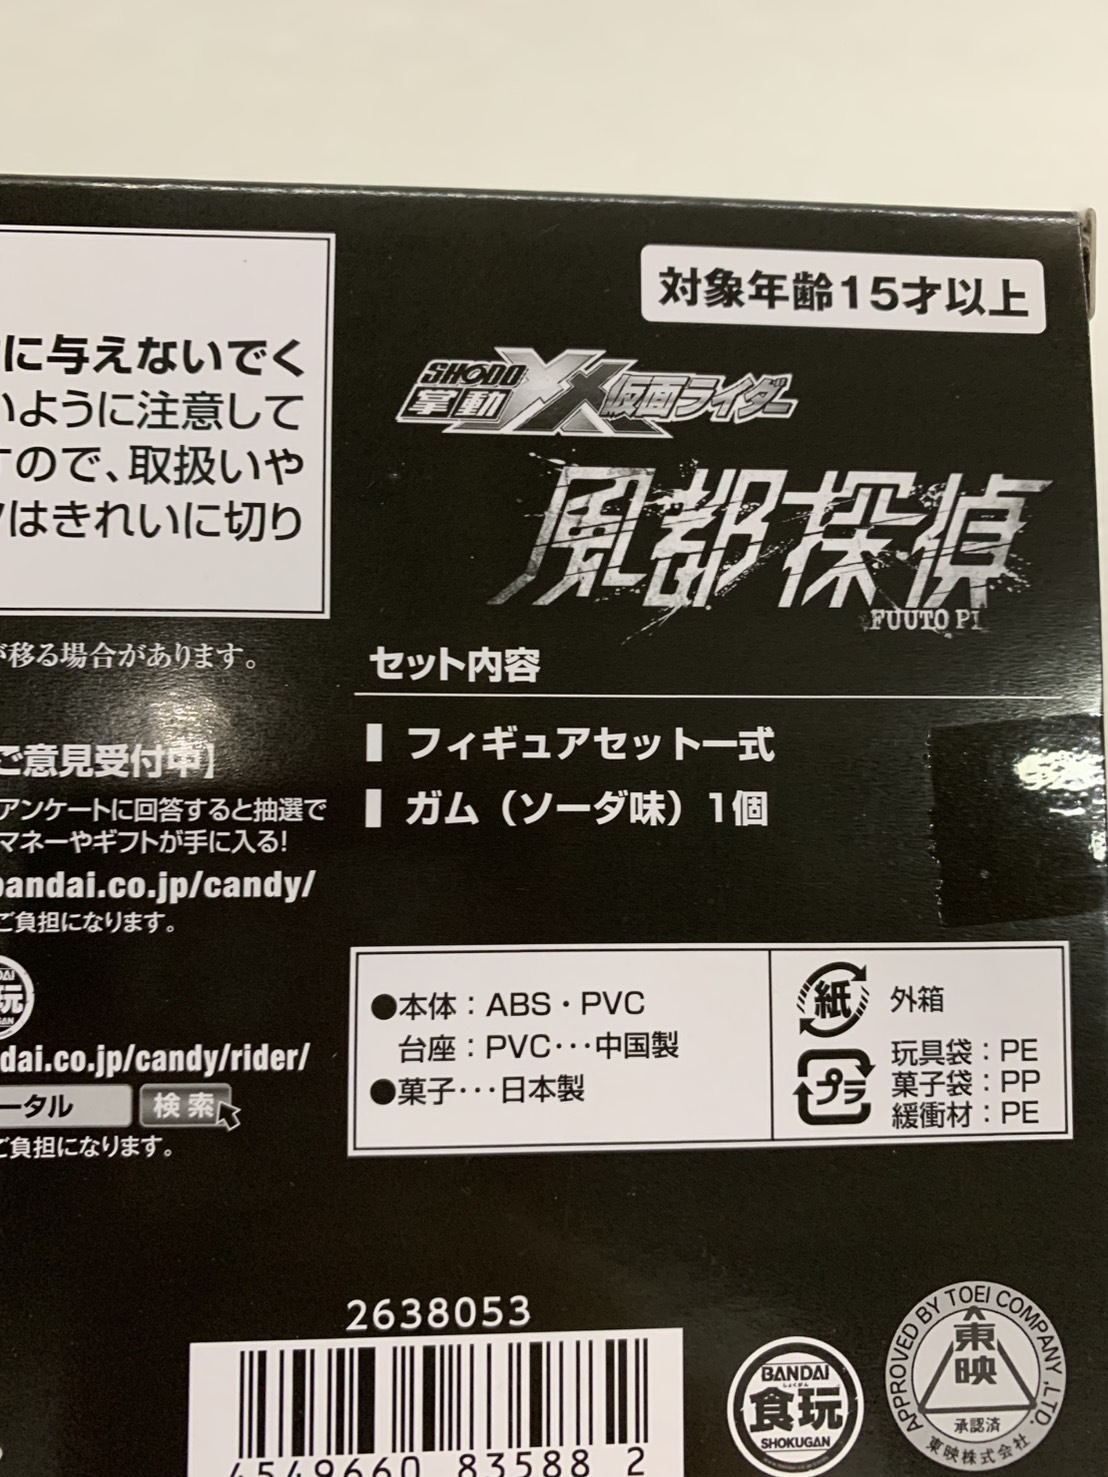 に与えないでく
いように注意して
ので、取扱いや
はきれいに切り
が移る場合があります。
ご意見受付中】
アンケートに回答すると抽選で
マネーやギフトが手に入る!
bandai.co.jp/candy/
ご負担になります。
dai.co.jp/candy/rider/
ータル 検索
ご負担になります。
対象年齢15才以上
SHODO
掌動 XX 仮面ライダー
風都探偵
FUUTO PI
セット内容
フィギュアセット一式
ガム（ソーダ味）1個
●本体：ABS・PVC
台座：PVC･･･中国製
●菓子･･･日本製
紙 外箱
プラ 玩具袋：PE
菓子袋：PP
緩衝材：PE
2638053
4549660 83588 2
BANDAI
しょくがん
食玩
SHOKUGAN
APPROVED BY TOEI COMPANY, LTD.
東映
承認済
東映株式会社